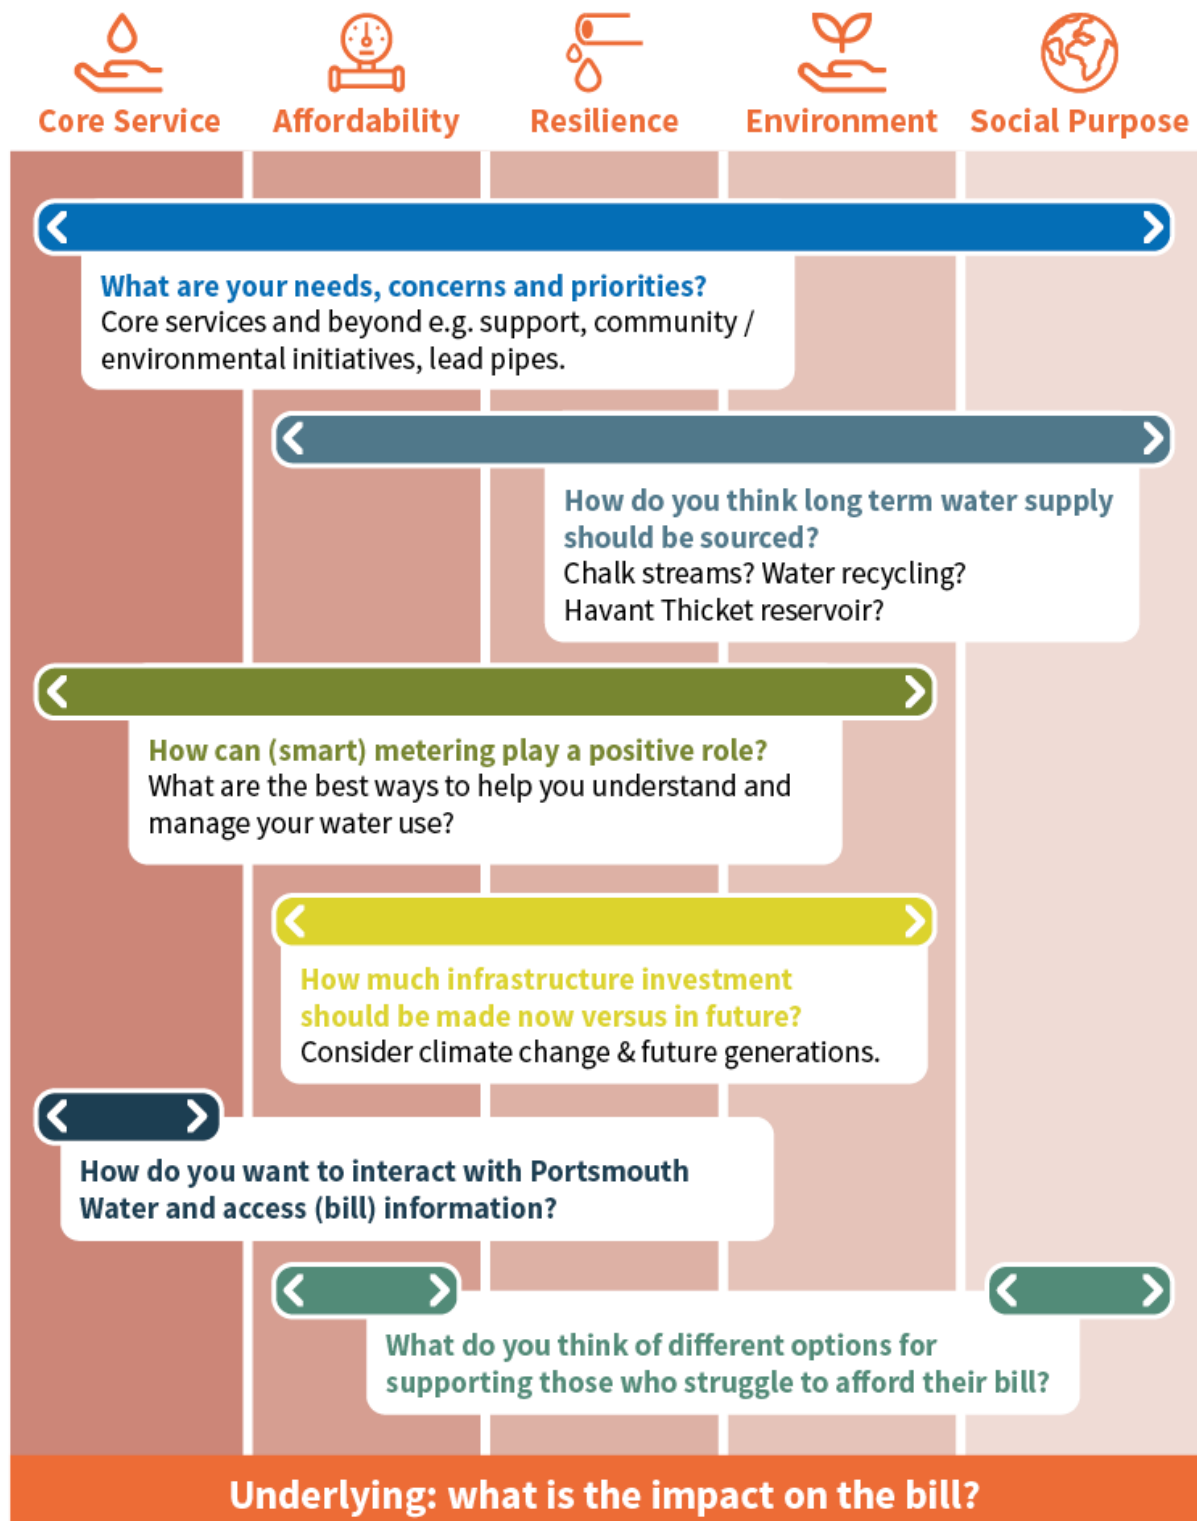 Core Service
Affordability
Resilience
Environment
Social Purpose
What are your needs, concerns and priorities?
Core services and beyond e.g. support, community /
environmental initiatives, lead pipes.
How do you think long term water supply
should be sourced?
Chalk streams? Water recycling?
Havant Thicket reservoir?
How can (smart) metering play a positive role?
What are the best ways to help you understand and
manage your water use?
How much infrastructure investment
should be made now versus in future?
Consider climate change & future generations.
How do you want to interact with Portsmouth
Water and access (bill) information?
What do you think of different options for
supporting those who struggle to afford their bill?
Underlying: what is the impact on the bill?